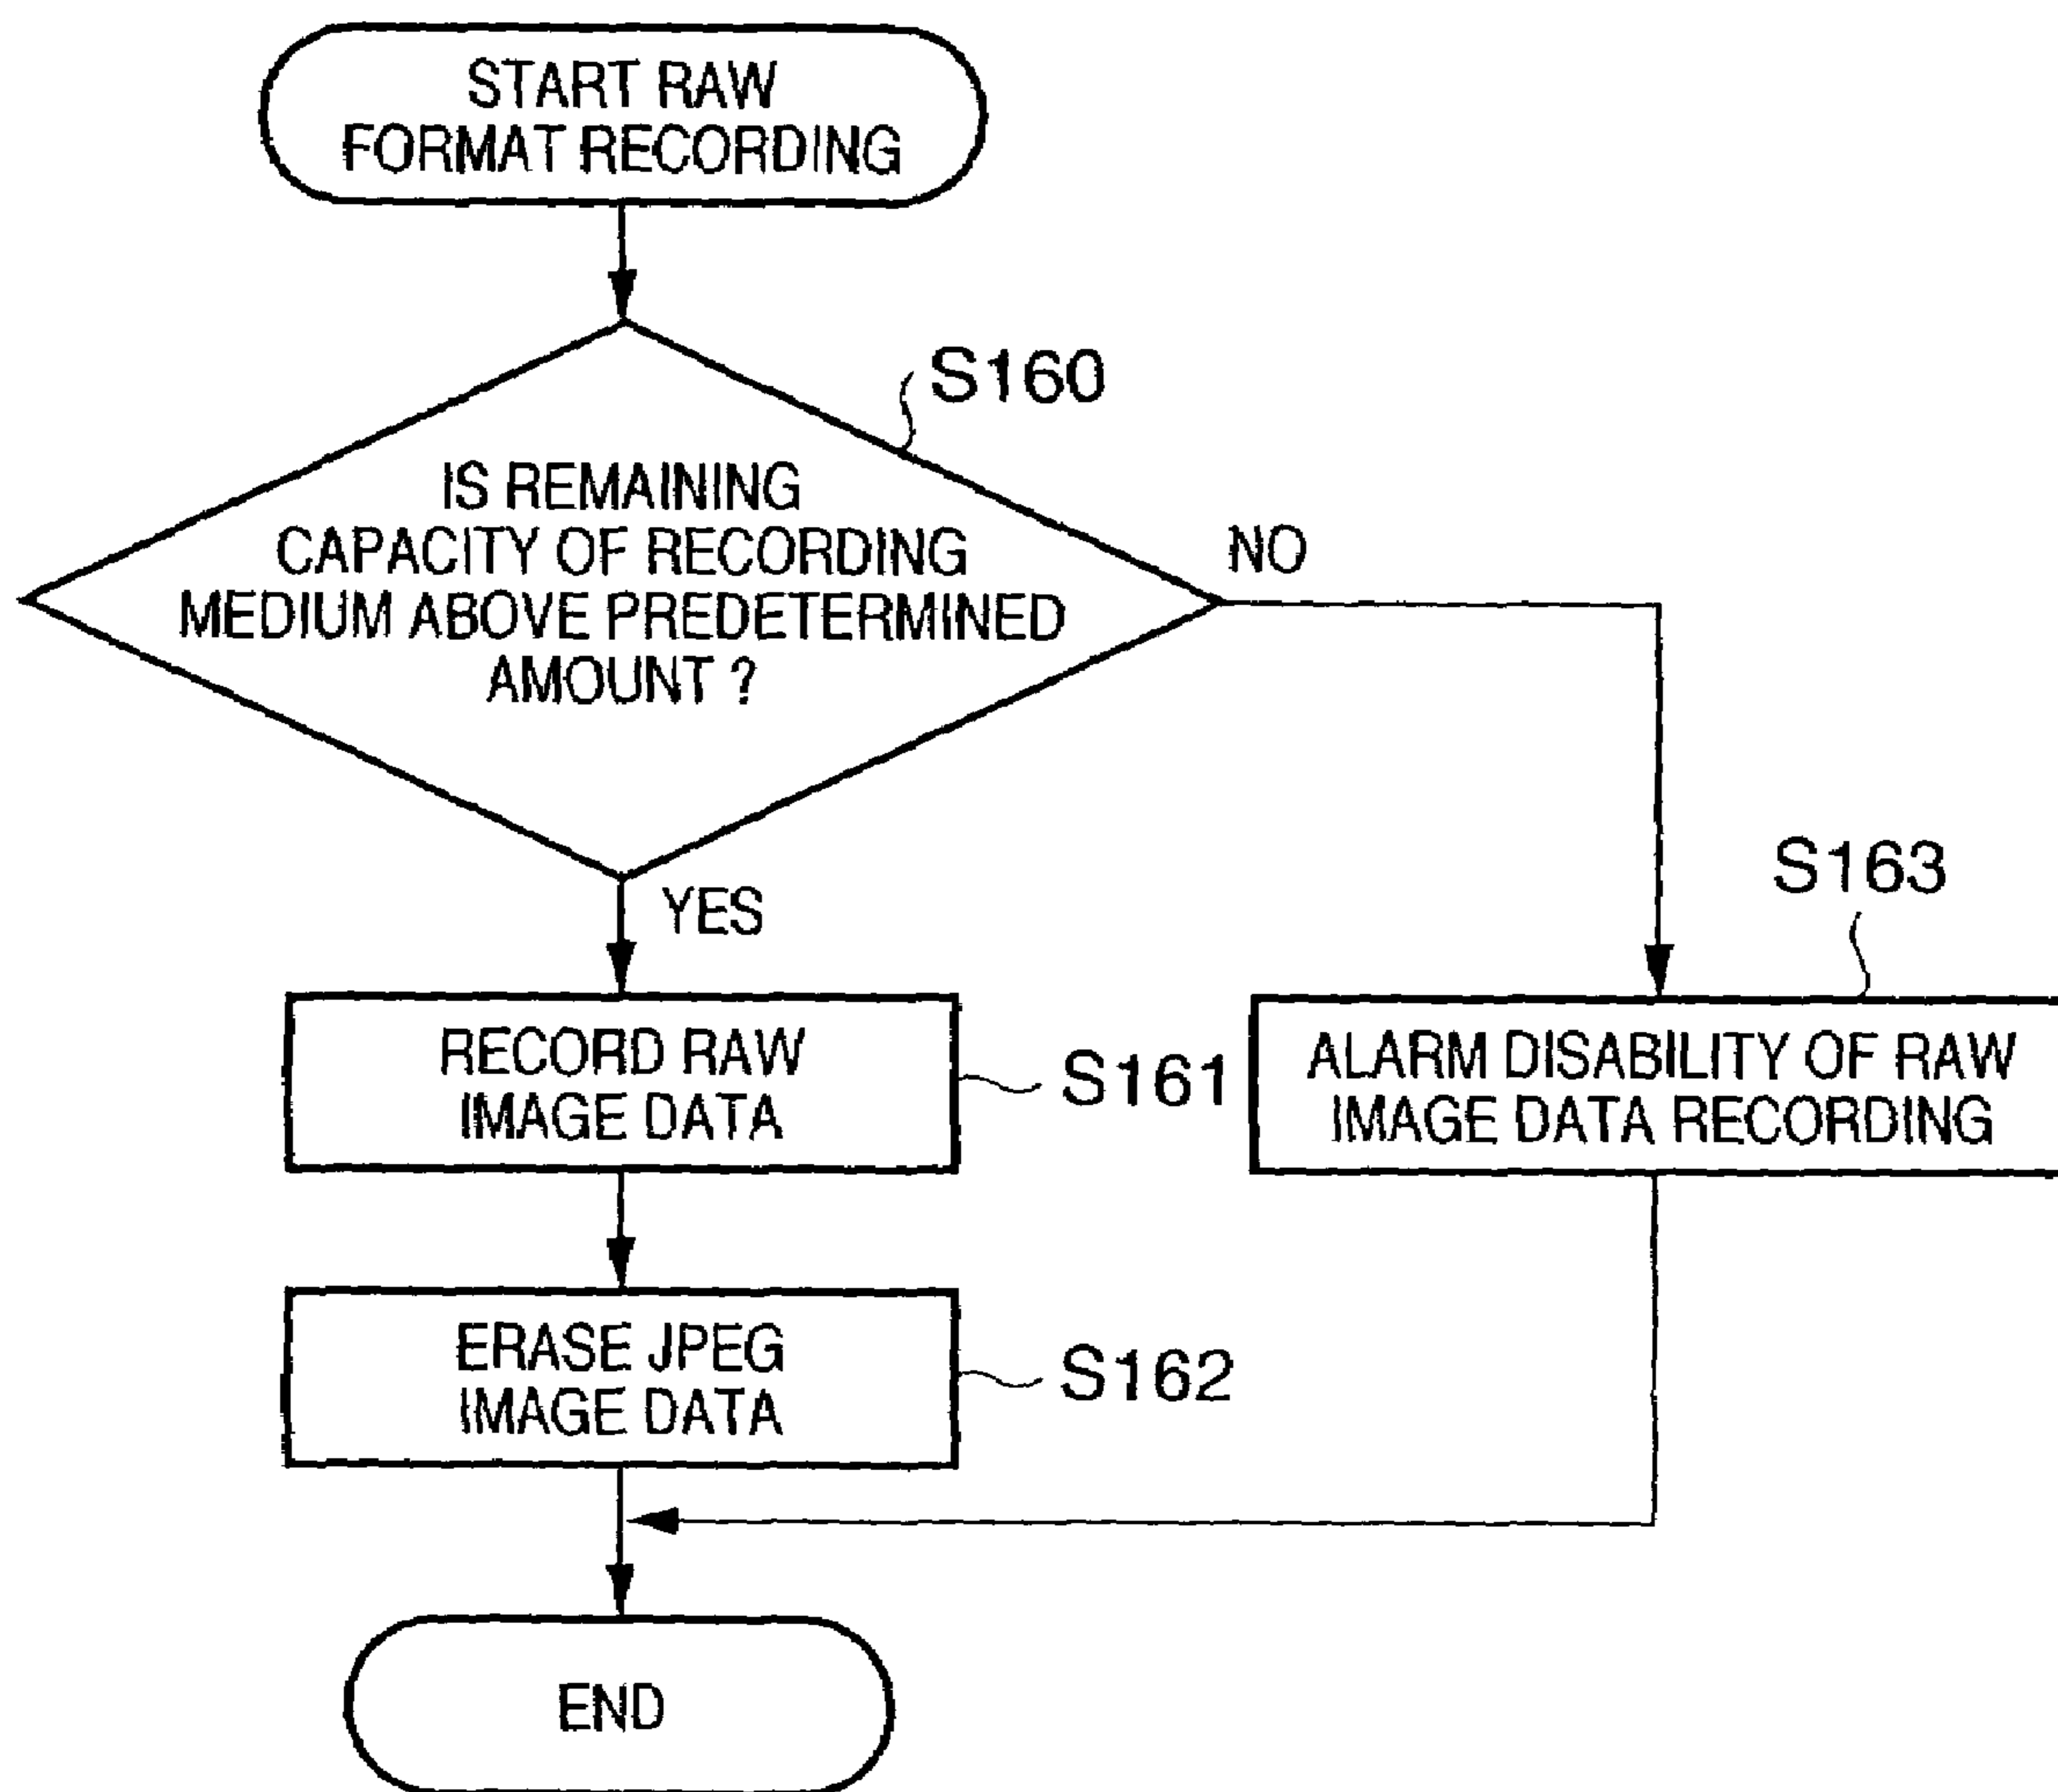 START RAW
FORMAT RECORDING
S160
IS REMAINING
CAPACITY OF RECORDING
MEDIUM ABOVE PREDETERMINED
AMOUNT ?
NO
YES
S163
RECORD RAW
IMAGE DATA
S161
ALARM DISABILITY OF RAW
IMAGE DATA RECORDING
ERASE JPEG
IMAGE DATA
S162
END